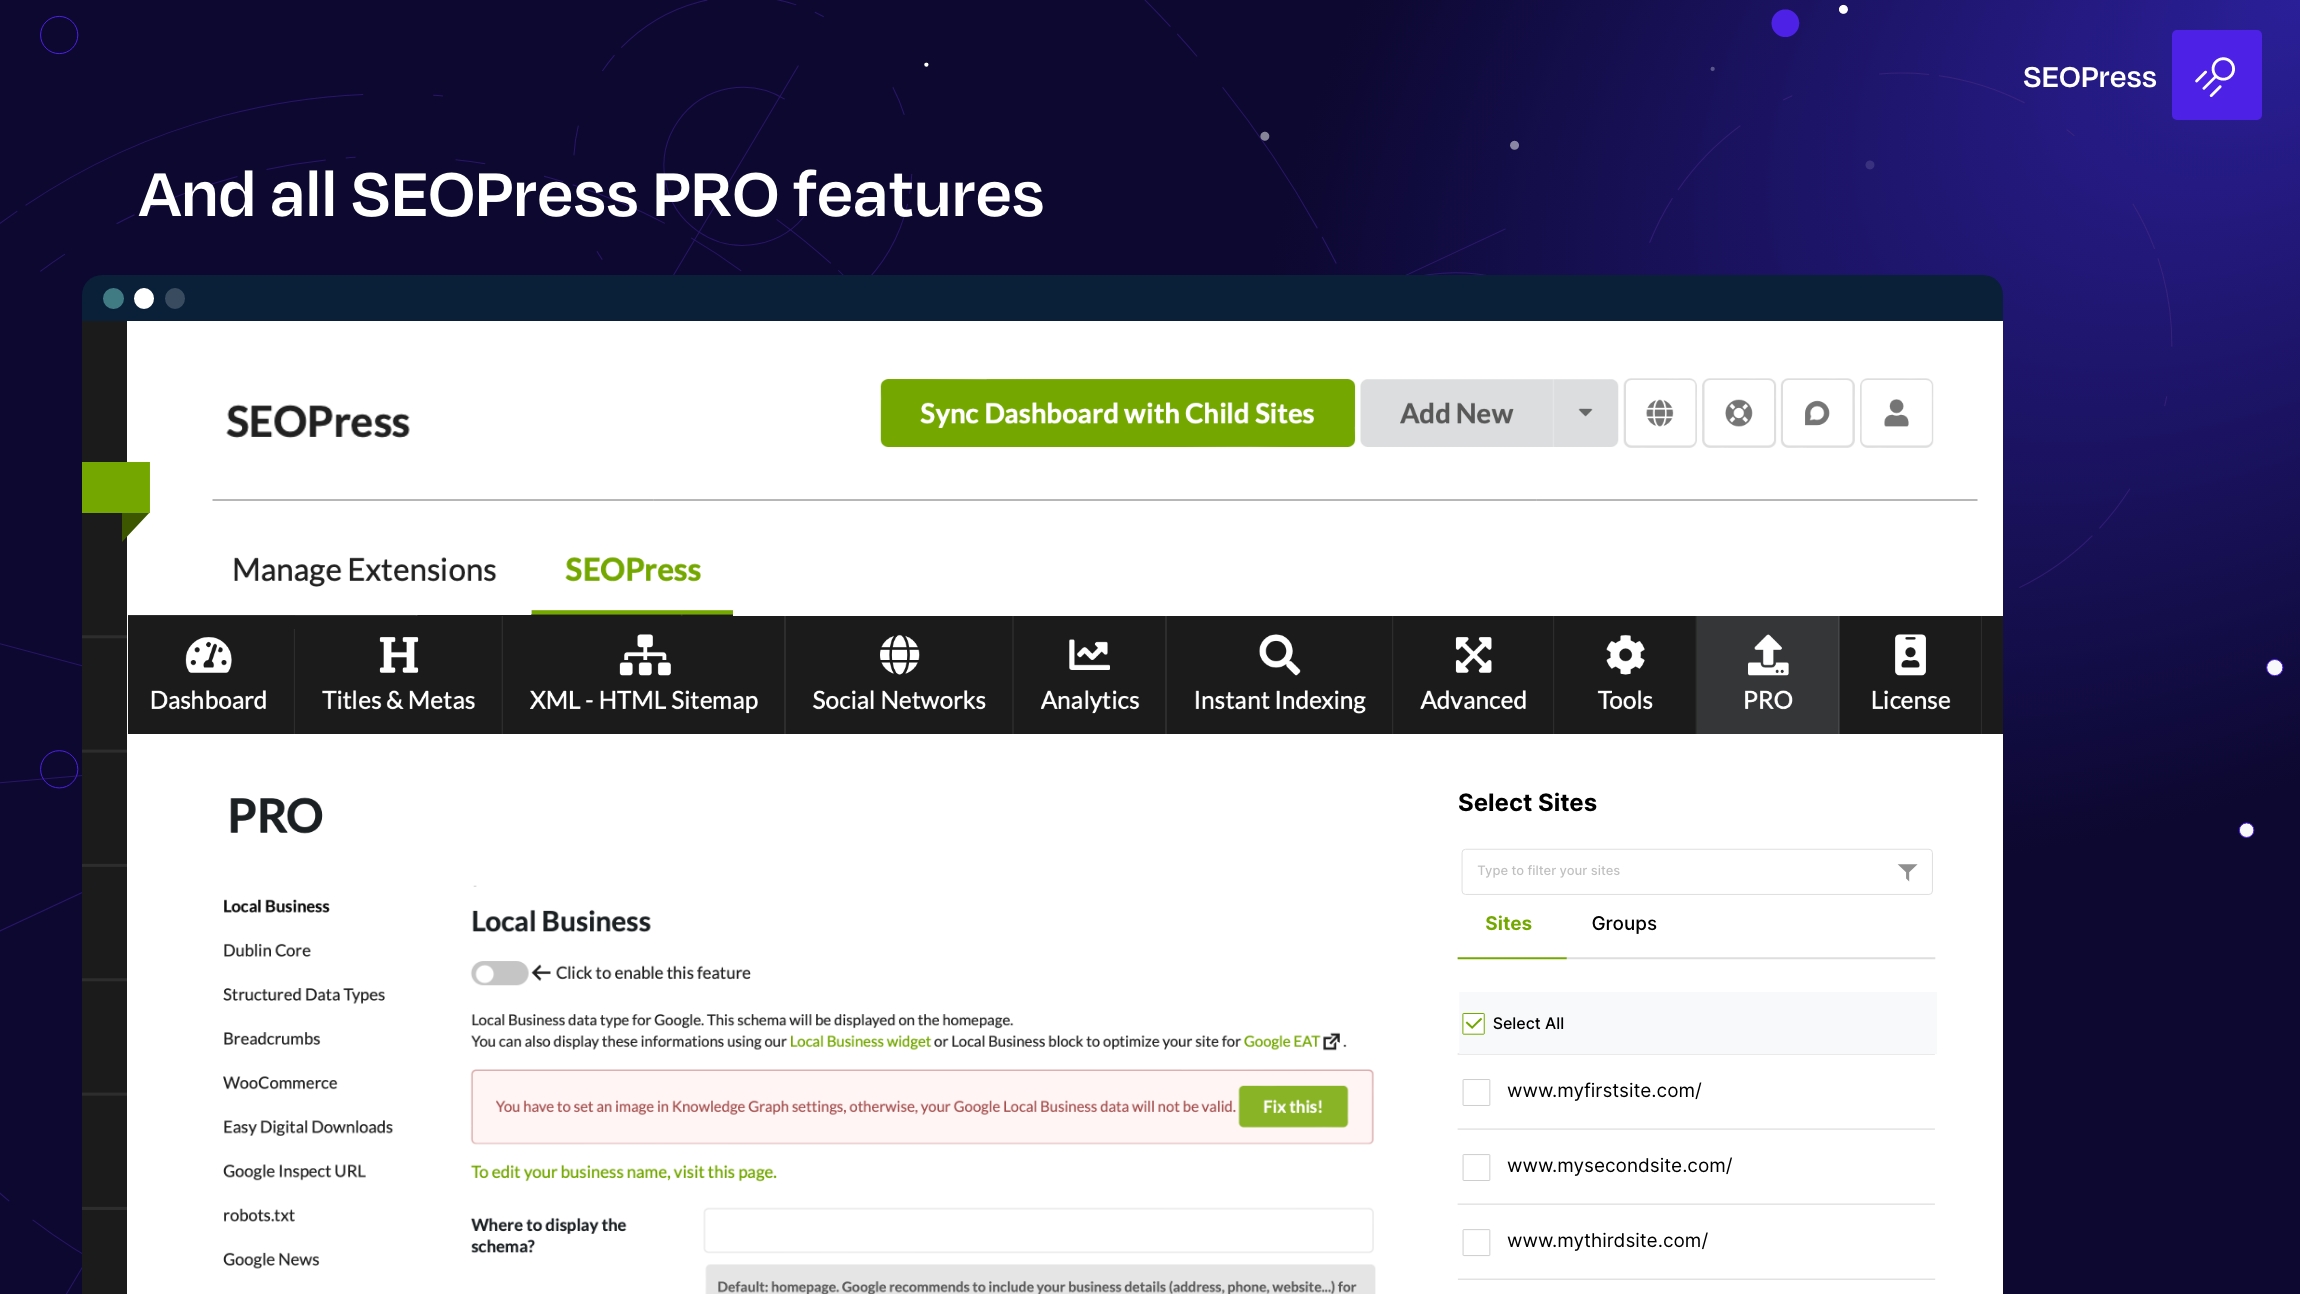 SEOPress
And all SEOPress PRO features
SEOPress
Sync Dashboard with Child Sites
Add New
Manage Extensions
SEOPress
Dashboard
Titles & Metas
XML - HTML Sitemap
Social Networks
Analytics
Instant Indexing
Advanced
Tools
PRO
License
PRO
Local Business
Dublin Core
Structured Data Types
Breadcrumbs
WooCommerce
Easy Digital Downloads
Google Inspect URL
robots.txt
Google News
Local Business
Click to enable this feature
Local Business data type for Google. This schema will be displayed on the homepage.
You can also display these informations using our Local Business widget or Local Business block to optimize your site for Google EAT .
You have to set an image in Knowledge Graph settings, otherwise, your Google Local Business data will not be valid.
Fix this!
To edit your business name, visit this page.
Where to display the
schema?
Default: homepage. Google recommends to include your business details (address, phone, website...) for
Select Sites
Type to filter your sites
Sites
Groups
Select All
www.myfirstsite.com/
www.mysecondsite.com/
www.mythirdsite.com/